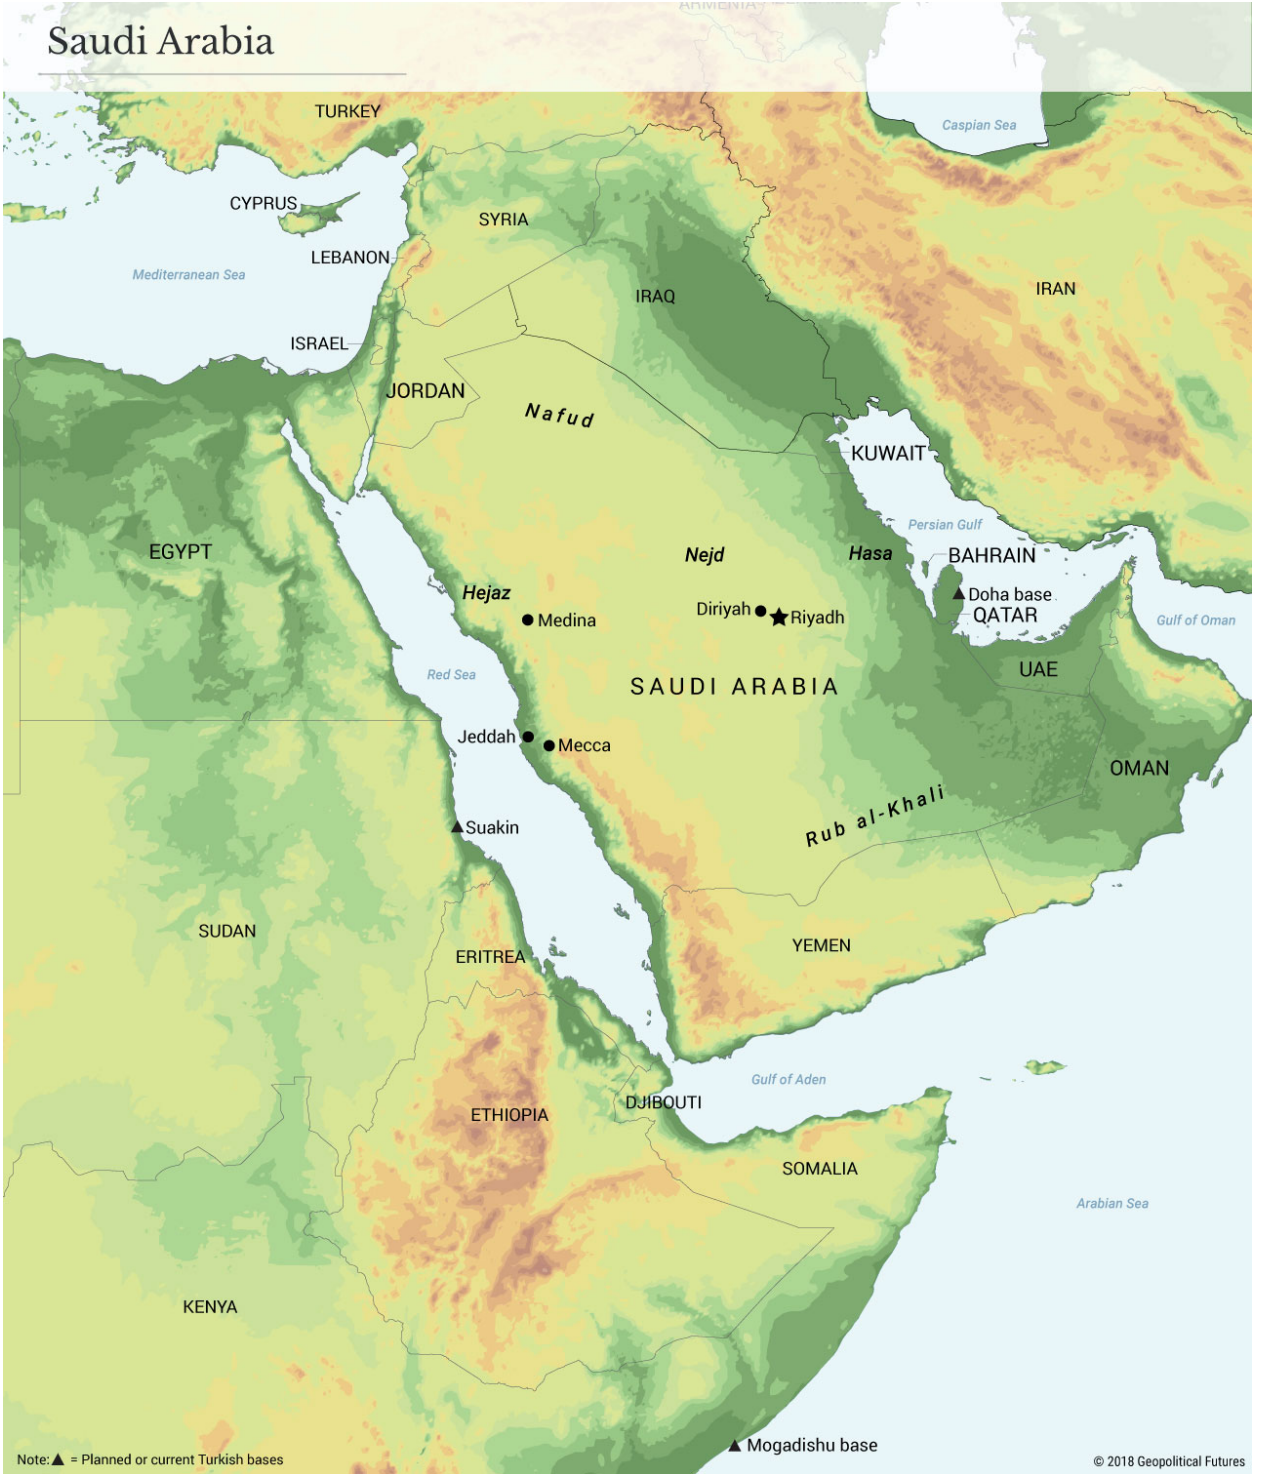 ARMENIA
Saudi Arabia
TURKEY
Caspian Sea
CYPRUS
SYRIA
LEBANON
Mediterranean Sea
IRAQ
IRAN
ISRAEL
JORDAN
Nafud
KUWAIT
Persian Gulf
EGYPT
Nejd
Hasa
BAHRAIN
Hejaz
Doha base
Medina
Diriyah
Riyadh
QATAR
Gulf of Oman
Red Sea
SAUDI ARABIA
UAE
Jeddah
Mecca
OMAN
Rub al-Khali
Suakin
SUDAN
YEMEN
ERITREA
Gulf of Aden
DJIBOUTI
ETHIOPIA
SOMALIA
Arabian Sea
KENYA
Mogadishu base
Note: ▲ = Planned or current Turkish bases
© 2018 Geopolitical Futures